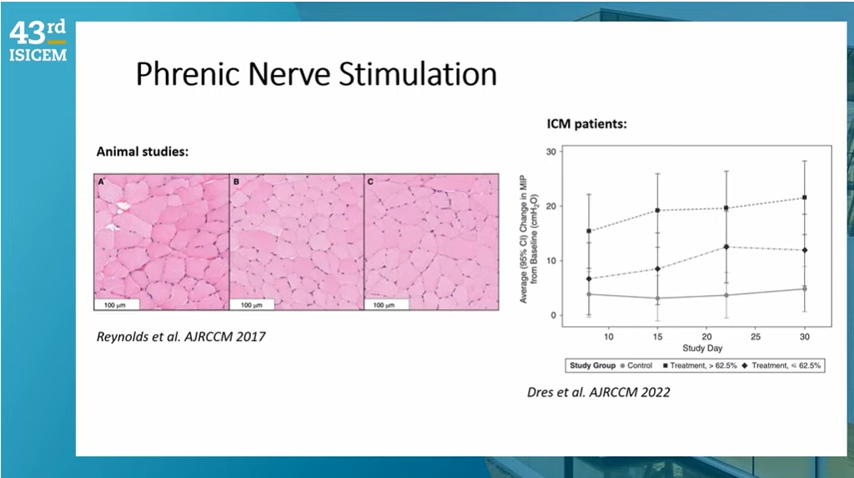 43rd
ISICEM
Phrenic Nerve Stimulation
Animal studies:
A
B
C
100 μm
100 μm
100 μm
Reynolds et al. AJRCCM 2017
ICM patients:
Average (95% CI) Change in MIP
from Baseline (cmH2O)
30
20
10
0
10
15
20
25
30
Study Day
Study Group
Control
Treatment, > 62.5%
Treatment, ≤ 62.5%
Dres et al. AJRCCM 2022